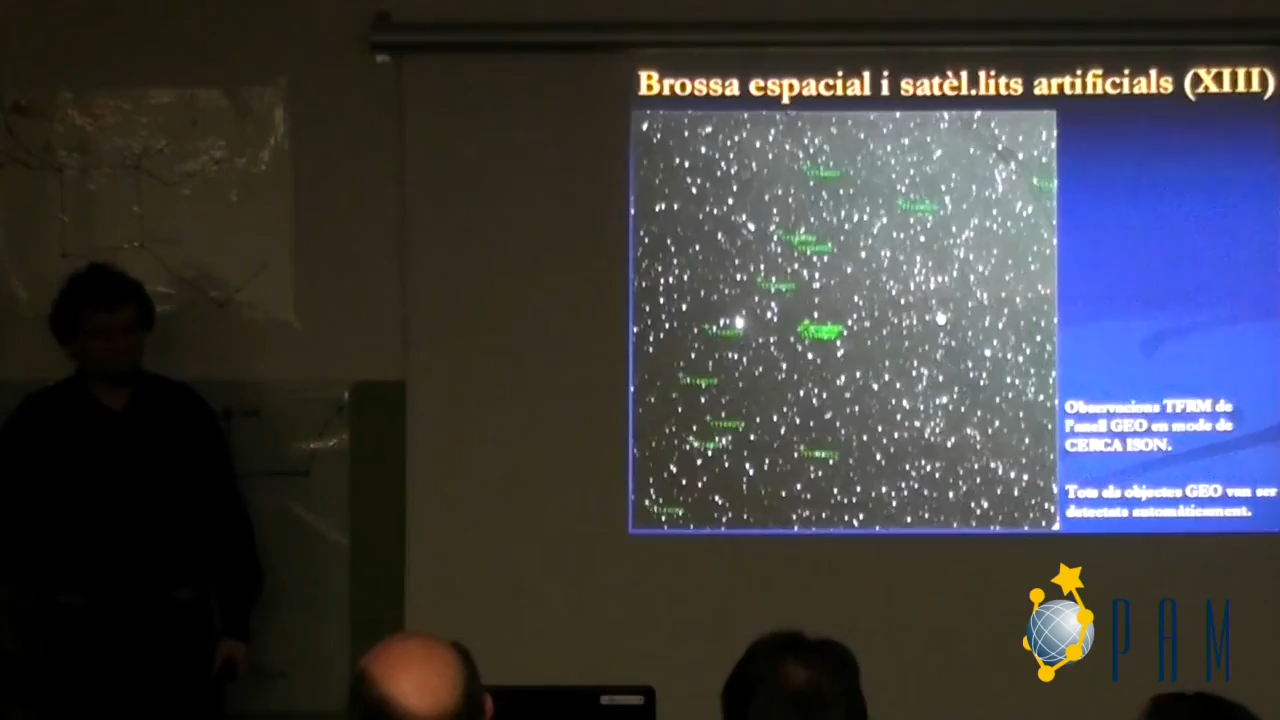 Brossa espacial i satèl.lits artificials (XIII)
Observacions TFRM de
l'anell GEO en mode de
CERCA ISON.
Tots els objectes GEO van ser
detectats automàticament.
PAM